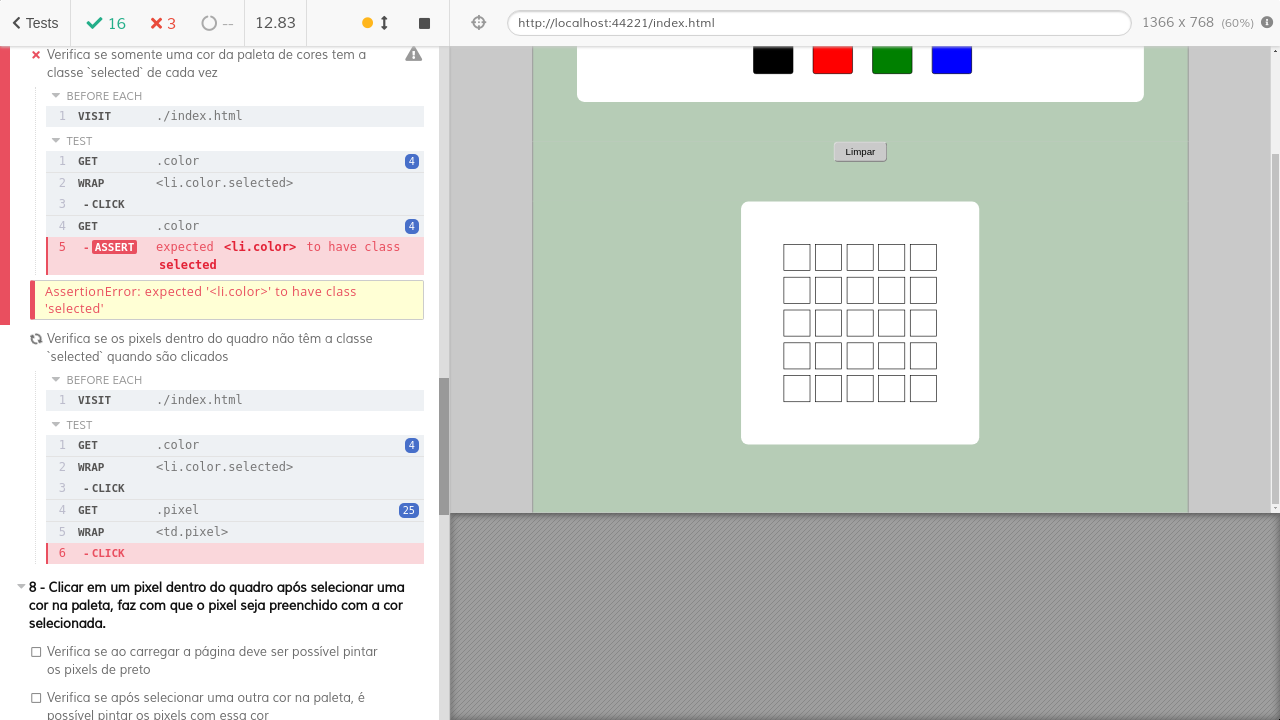 Tests
16
3
--
12.83
http://localhost:44221/index.html
1366 x 768 (60%)
Verifica se somente uma cor da paleta de cores tem a
classe `selected` de cada vez
BEFORE EACH
1 VISIT ./index.html
TEST
1 GET .color 4
2 WRAP <li.color.selected>
3 -CLICK
4 GET .color 4
5 -ASSERT expected <li.color> to have class
selected
AssertionError: expected '<li.color>' to have class
'selected'
Verifica se os pixels dentro do quadro não têm a classe
`selected` quando são clicados
BEFORE EACH
1 VISIT ./index.html
TEST
1 GET .color 4
2 WRAP <li.color.selected>
3 -CLICK
4 GET .pixel 25
5 WRAP <td.pixel>
6 -CLICK
8 - Clicar em um pixel dentro do quadro após selecionar uma
cor na paleta, faz com que o pixel seja preenchido com a cor
selecionada.
Verifica se ao carregar a página deve ser possível pintar
os pixels de preto
Verifica se após selecionar uma outra cor na paleta, é
possível pintar os pixels com essa cor
Limpar